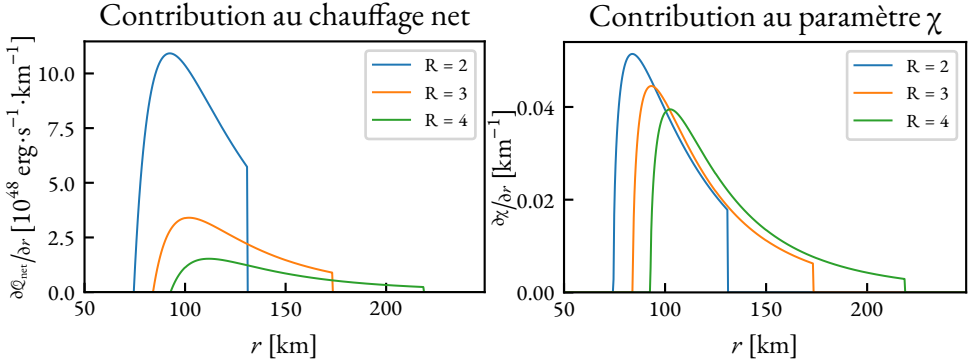 Contribution au chauffage net
∂Q_net/∂r [10^48 erg·s^−1·km^−1]
10.0
7.5
5.0
2.5
0.0
R = 2
R = 3
R = 4
50
100
150
200
r [km]
Contribution au paramètre χ
∂χ/∂r [km^−1]
0.04
0.02
0.00
R = 2
R = 3
R = 4
50
100
150
200
r [km]